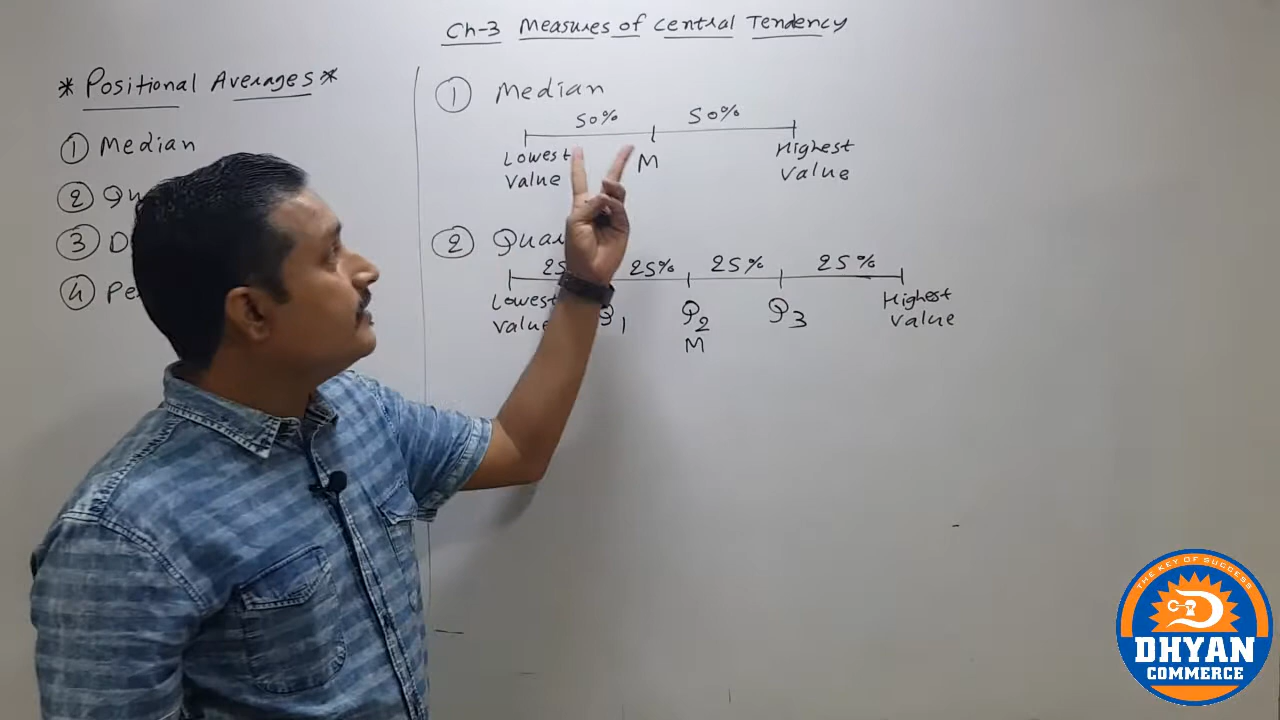 Ch-3 Measures of Central Tendency
* Positional Averages *
① Median
②
③ D
④ Pe
① Median
50% 50%
Lowest Value M Highest Value
② Qua
25 25% 25% 25%
Lowest Value Q1 Q2 Q3 Highest Value
M
THE KEY OF SUCCESS
DHYAN
COMMERCE